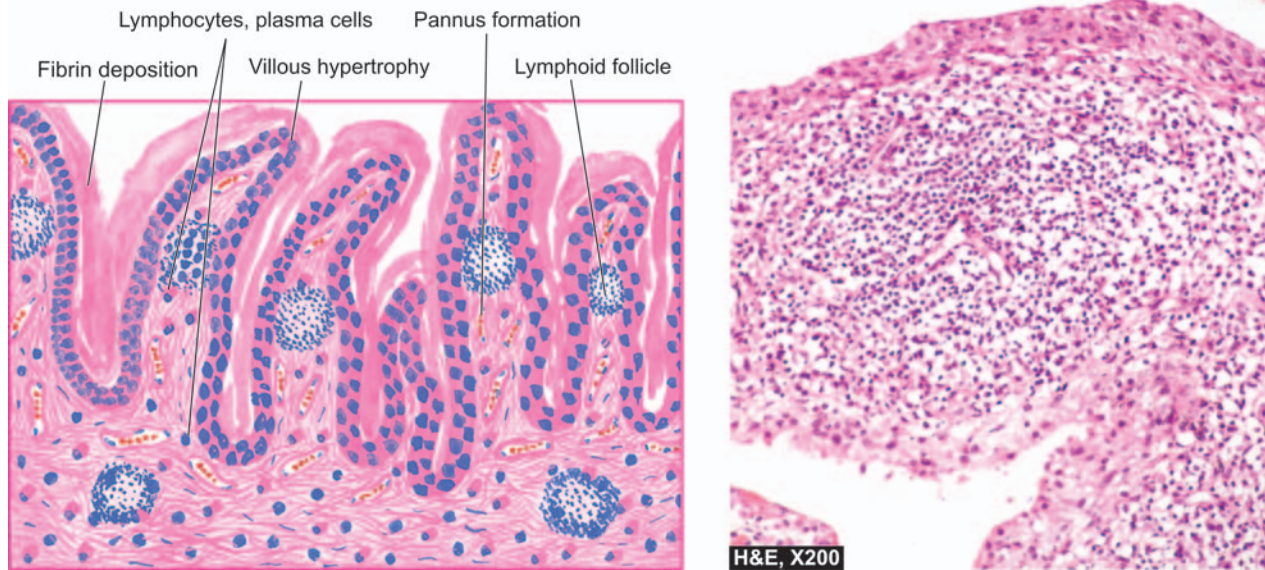 Lymphocytes, plasma cells
Pannus formation
Fibrin deposition
Villous hypertrophy
Lymphoid follicle
H&E, X200